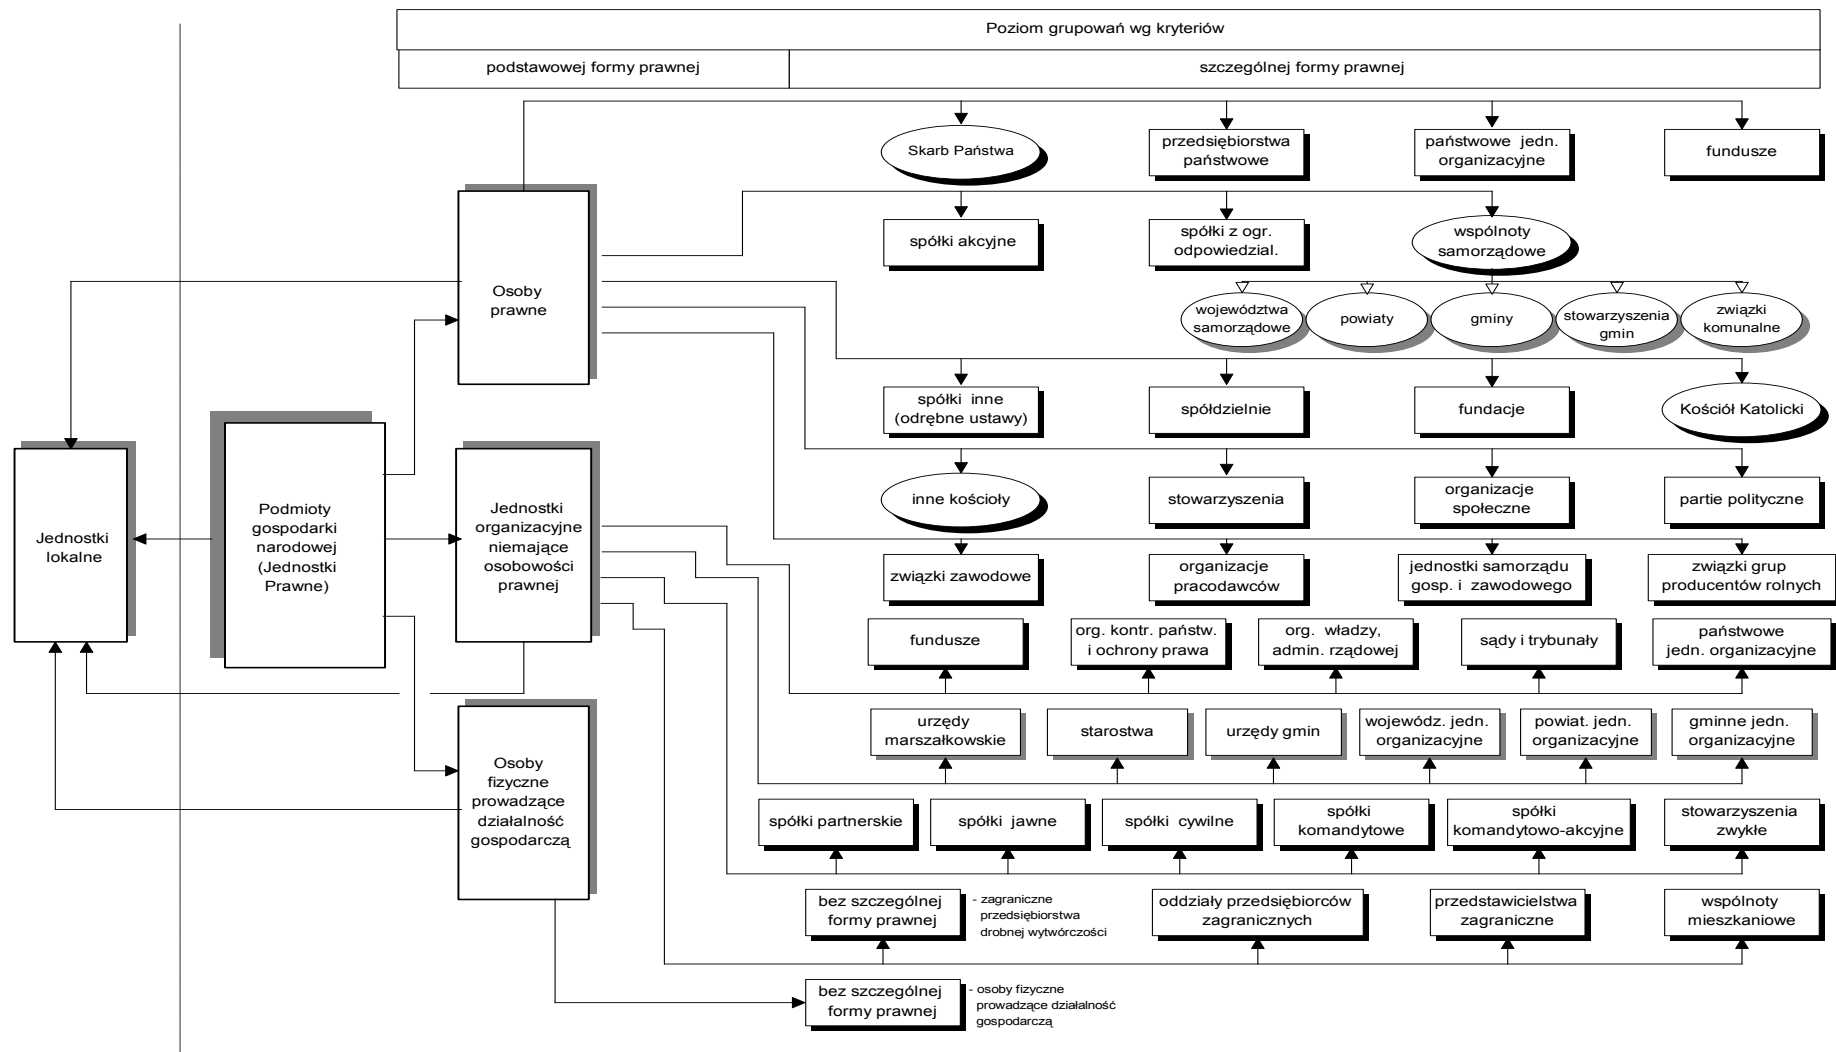 Poziom grupowań wg kryteriów
podstawowej formy prawnej
szczególnej formy prawnej
Skarb Państwa
przedsiębiorstwa
państwowe
państwowe jedn.
organizacyjne
fundusze
Osoby
prawne
spółki akcyjne
spółki z ogr.
odpowiedzial.
wspólnoty
samorządowe
województwa
samorządowe
powiaty
gminy
stowarzyszenia
gmin
związki
komunalne
spółki inne
(odrębne ustawy)
spółdzielnie
fundacje
Kościół Katolicki
inne kościoły
stowarzyszenia
organizacje
społeczne
partie polityczne
Jednostki
lokalne
Podmioty
gospodarki
narodowej
(Jednostki
Prawne)
Jednostki
organizacyjne
niemające
osobowości
prawnej
związki zawodowe
organizacje
pracodawców
jednostki samorządu
gosp. i zawodowego
związki grup
producentów rolnych
fundusze
org. kontr. państw.
i ochrony prawa
org. władzy,
admin. rządowej
sądy i trybunały
państwowe
jedn. organizacyjne
urzędy
marszałkowskie
starostwa
urzędy gmin
wojewódz. jedn.
organizacyjne
powiat. jedn.
organizacyjne
gminne jedn.
organizacyjne
Osoby
fizyczne
prowadzące
działalność
gospodarczą
spółki partnerskie
spółki jawne
spółki cywilne
spółki
komandytowe
spółki
komandytowo-akcyjne
stowarzyszenia
zwykłe
bez szczególnej
formy prawnej
- zagraniczne
przedsiębiorstwa
drobnej wytwórczości
oddziały przedsiębiorców
zagranicznych
przedstawicielstwa
zagraniczne
wspólnoty
mieszkaniowe
bez szczególnej
formy prawnej
- osoby fizyczne
prowadzące działalność
gospodarczą